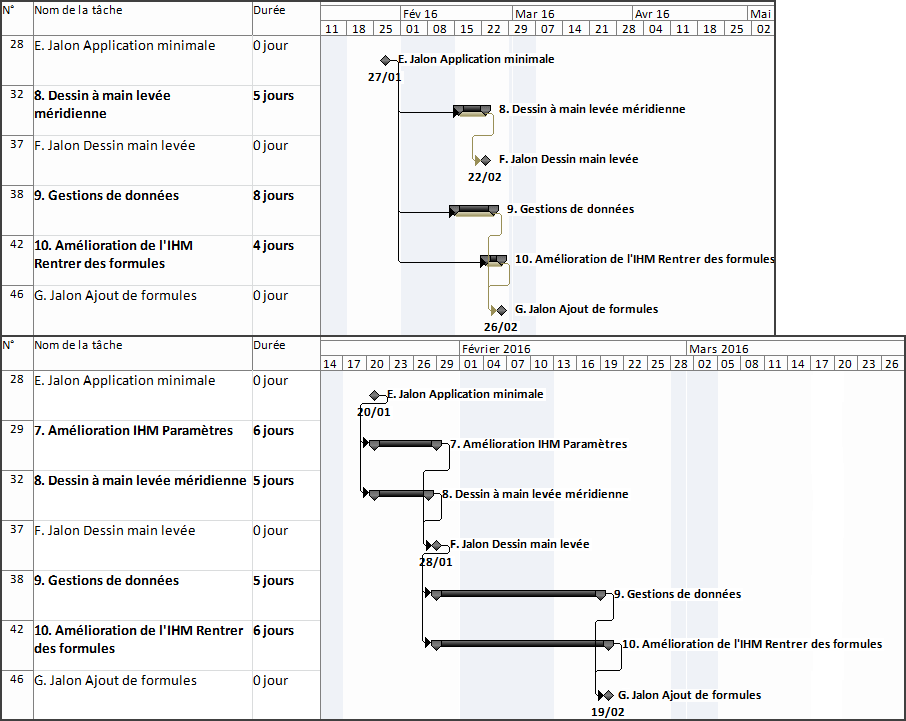 N° Nom de la tâche Durée
Fév 16 Mar 16 Avr 16 Mai
11 18 25 01 08 15 22 29 07 14 21 28 04 11 18 25 02
28 E. Jalon Application minimale 0 jour
E. Jalon Application minimale
27/01
32 8. Dessin à main levée 5 jours
méridienne
8. Dessin à main levée méridienne
37 F. Jalon Dessin main levée 0 jour
F. Jalon Dessin main levée
22/02
38 9. Gestions de données 8 jours
9. Gestions de données
42 10. Amélioration de l'IHM 4 jours
Rentrer des formules
10. Amélioration de l'IHM Rentrer des formules
46 G. Jalon Ajout de formules 0 jour
G. Jalon Ajout de formules
26/02
N° Nom de la tâche Durée
Février 2016 Mars 2016
14 17 20 23 26 29 01 04 07 10 13 16 19 22 25 28 02 05 08 11 14 17 20 23 26
28 E. Jalon Application minimale 0 jour
E. Jalon Application minimale
20/01
29 7. Amélioration IHM Paramètres 6 jours
7. Amélioration IHM Paramètres
32 8. Dessin à main levée méridienne 5 jours
8. Dessin à main levée méridienne
37 F. Jalon Dessin main levée 0 jour
F. Jalon Dessin main levée
28/01
38 9. Gestions de données 5 jours
9. Gestions de données
42 10. Amélioration de l'IHM Rentrer 6 jours
des formules
10. Amélioration de l'IHM Rentrer des formules
46 G. Jalon Ajout de formules 0 jour
G. Jalon Ajout de formules
19/02